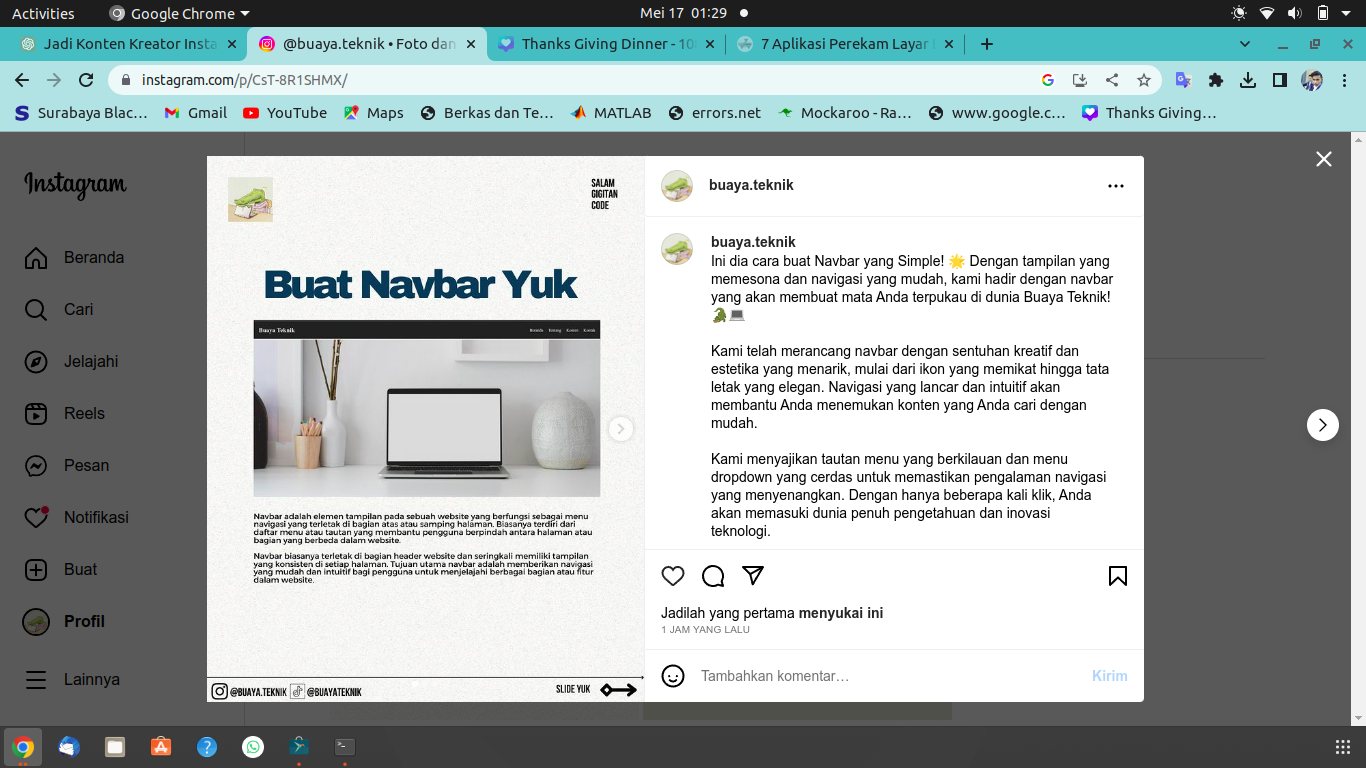 Activities
Google Chrome
Mei 17 01:29
Jadi Konten Kreator Insta
@buaya.teknik • Foto dan
Thanks Giving Dinner - 10
7 Aplikasi Perekam Layar
instagram.com/p/CsT-8R1SHMX/
Surabaya Blac...
Gmail
YouTube
Maps
Berkas dan Te...
MATLAB
errors.net
Mockaroo - Ra...
www.google.c...
Thanks Giving...
Instagram
Beranda
Cari
Jelajahi
Reels
Pesan
Notifikasi
Buat
Profil
Lainnya
SALAM
GIGITAN
CODE
Buat Navbar Yuk
Buaya Teknik
Beranda Tentang Konten Kontak
Navbar adalah elemen tampilan pada sebuah website yang berfungsi sebagai menu
navigasi yang terletak di bagian atas atau samping halaman. Biasanya terdiri dari
daftar menu atau tautan yang membantu pengguna berpindah antara halaman atau
bagian yang berbeda dalam website.
Navbar biasanya terletak di bagian header website dan seringkali memiliki tampilan
yang konsisten di setiap halaman. Tujuan utama navbar adalah memberikan navigasi
yang mudah dan intuitif bagi pengguna untuk menjelajahi berbagai bagian atau fitur
dalam website.
@BUAYA.TEKNIK
@BUAYATEKNIK
SLIDE YUK
buaya.teknik
buaya.teknik
Ini dia cara buat Navbar yang Simple! 🌟 Dengan tampilan yang
memesona dan navigasi yang mudah, kami hadir dengan navbar
yang akan membuat mata Anda terpukau di dunia Buaya Teknik!
🐊💻
Kami telah merancang navbar dengan sentuhan kreatif dan
estetika yang menarik, mulai dari ikon yang memikat hingga tata
letak yang elegan. Navigasi yang lancar dan intuitif akan
membantu Anda menemukan konten yang Anda cari dengan
mudah.
Kami menyajikan tautan menu yang berkilauan dan menu
dropdown yang cerdas untuk memastikan pengalaman navigasi
yang menyenangkan. Dengan hanya beberapa kali klik, Anda
akan memasuki dunia penuh pengetahuan dan inovasi
teknologi.
Jadilah yang pertama menyukai ini
1 JAM YANG LALU
Tambahkan komentar…
Kirim